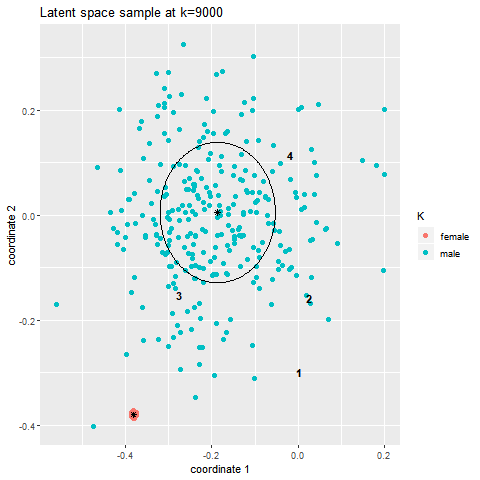 Latent space sample at k=9000
0.2
0.0
-0.2
-0.4
coordinate 2
4
3
2
1
-0.4
-0.2
0.0
0.2
coordinate 1
K
female
male